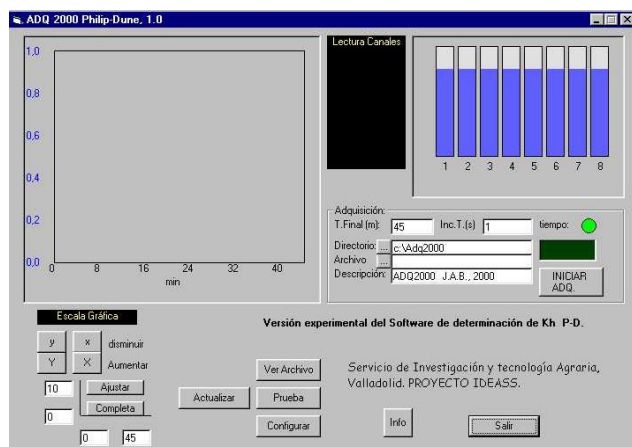 ADQ 2000 Philip-Dune, 1.0
1,0
0,8
0,6
0,4
0,2
0,0
0 8 16 24 32 40
min
Lectura Canales
1 2 3 4 5 6 7 8
Adquisición:
T.Final (m): 45 Inc.T.(s) 1 tiempo:
Directorio: ... c:\Adq2000
Archivo ...
Descripción: ADQ2000 J.A.B., 2000
INICIAR
ADQ.
Escala Gráfica
y x disminuir
Y X Aumentar
10 Ajustar
0 Completa
0 45
Versión experimental del Software de determinación de Kh P-D.
Actualizar
Ver Archivo
Prueba
Configurar
Servicio de Investigación y tecnología Agraria,
Valladolid. PROYECTO IDEASS.
Info
Salir